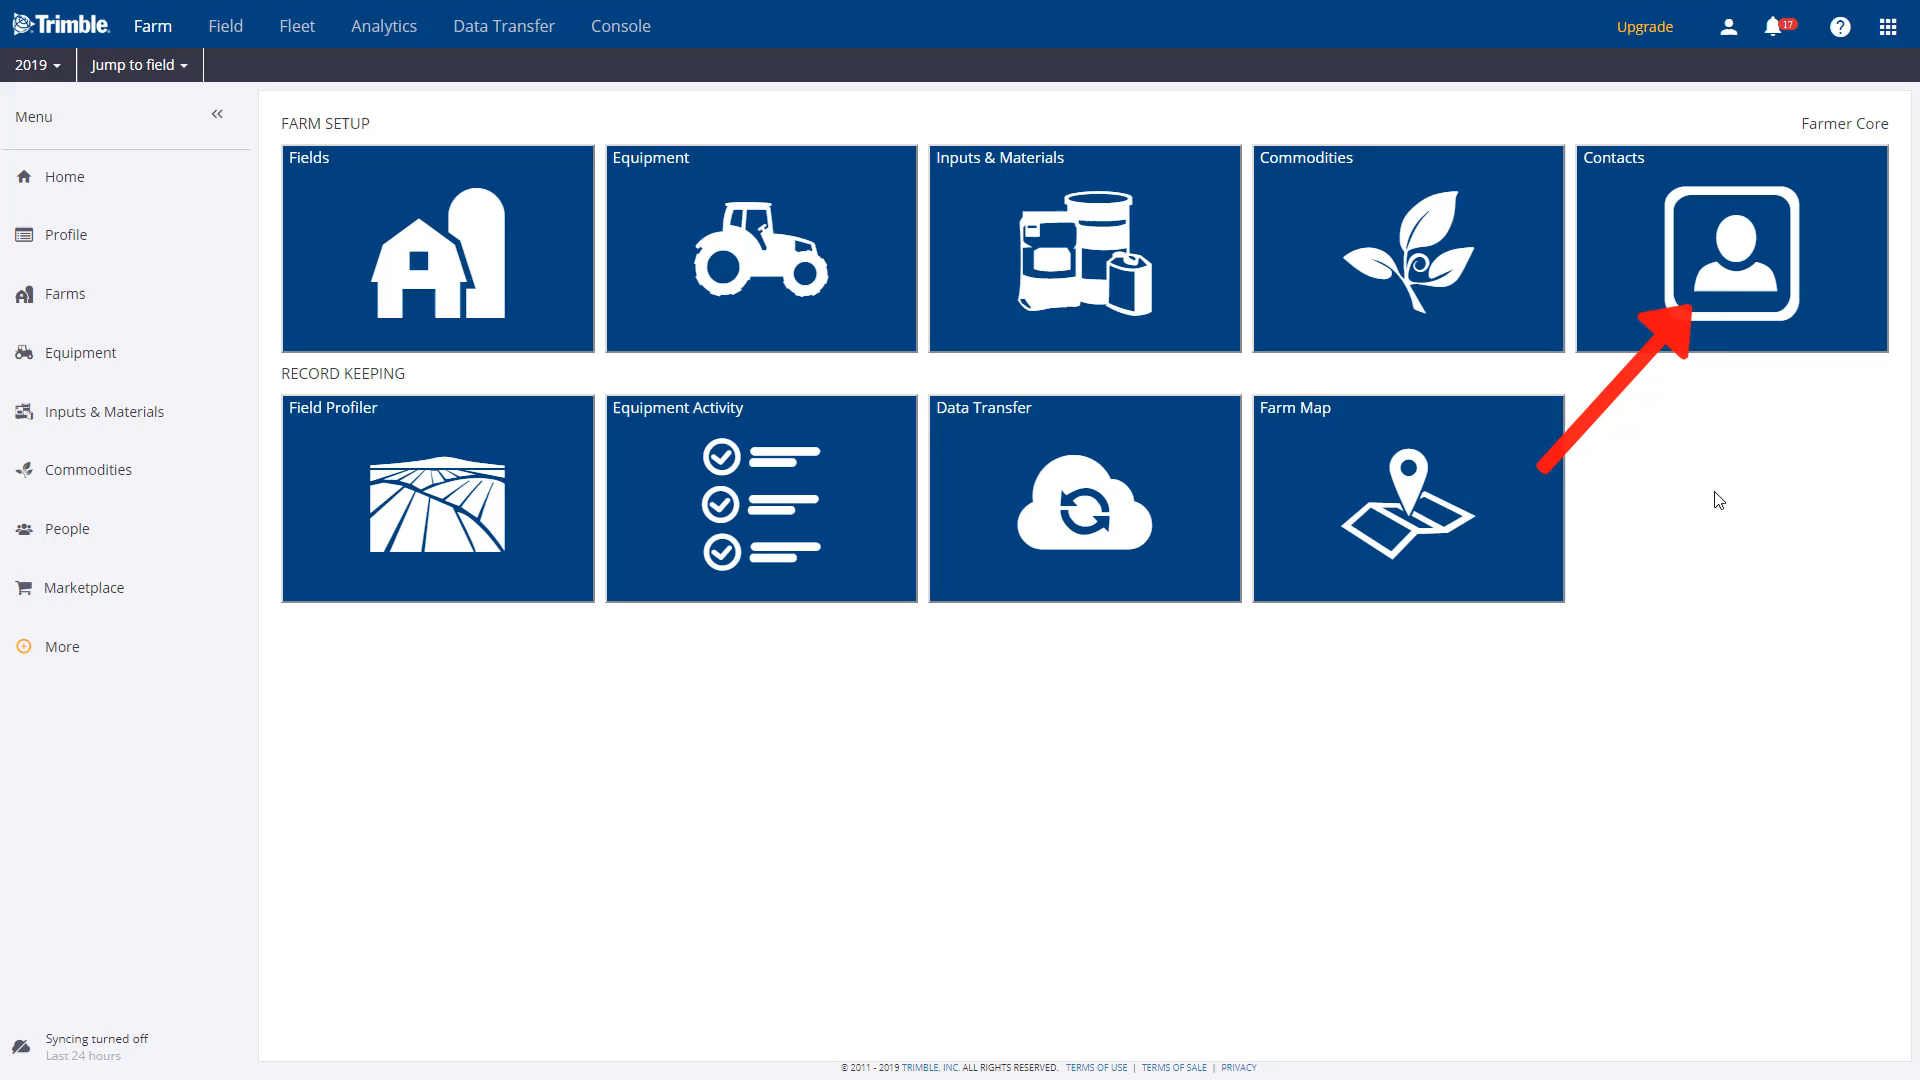 Trimble. Farm Field Fleet Analytics Data Transfer Console Upgrade 17 ?
2019 Jump to field
Menu
Home
Profile
Farms
Equipment
Inputs & Materials
Commodities
People
Marketplace
More
Syncing turned off
Last 24 hours
FARM SETUP Farmer Core
Fields Equipment Inputs & Materials Commodities Contacts
RECORD KEEPING
Field Profiler Equipment Activity Data Transfer Farm Map
© 2011 - 2019 TRIMBLE, INC. ALL RIGHTS RESERVED. TERMS OF USE | TERMS OF SALE | PRIVACY